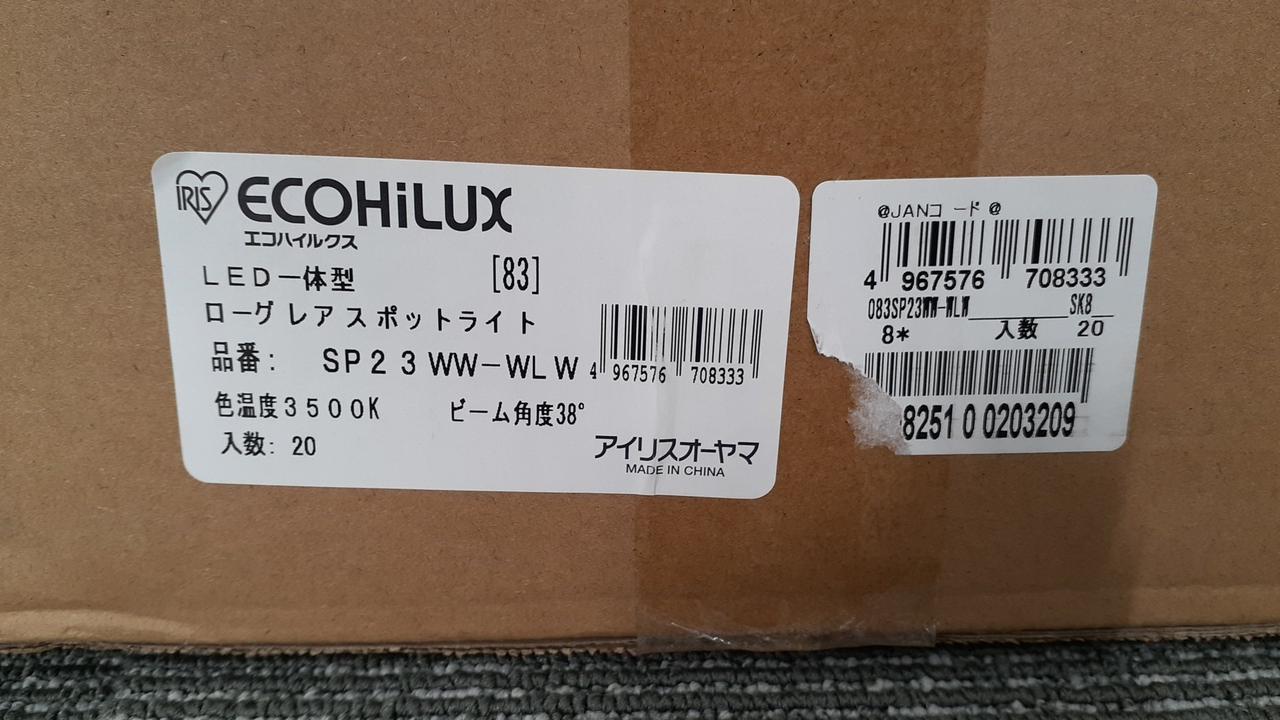 IRIS ECOHiLUX
エコハイルクス
LED一体型 [83]
ローグレアスポットライト
品番: SP23WW-WLW
4 967576 708333
色温度3500K ビーム角度38°
入数: 20
アイリスオーヤマ
MADE IN CHINA
@JANコード@
4 967576 708333
083SP23WW-WLW SK8
8* 入数 20
8251 0 0203209